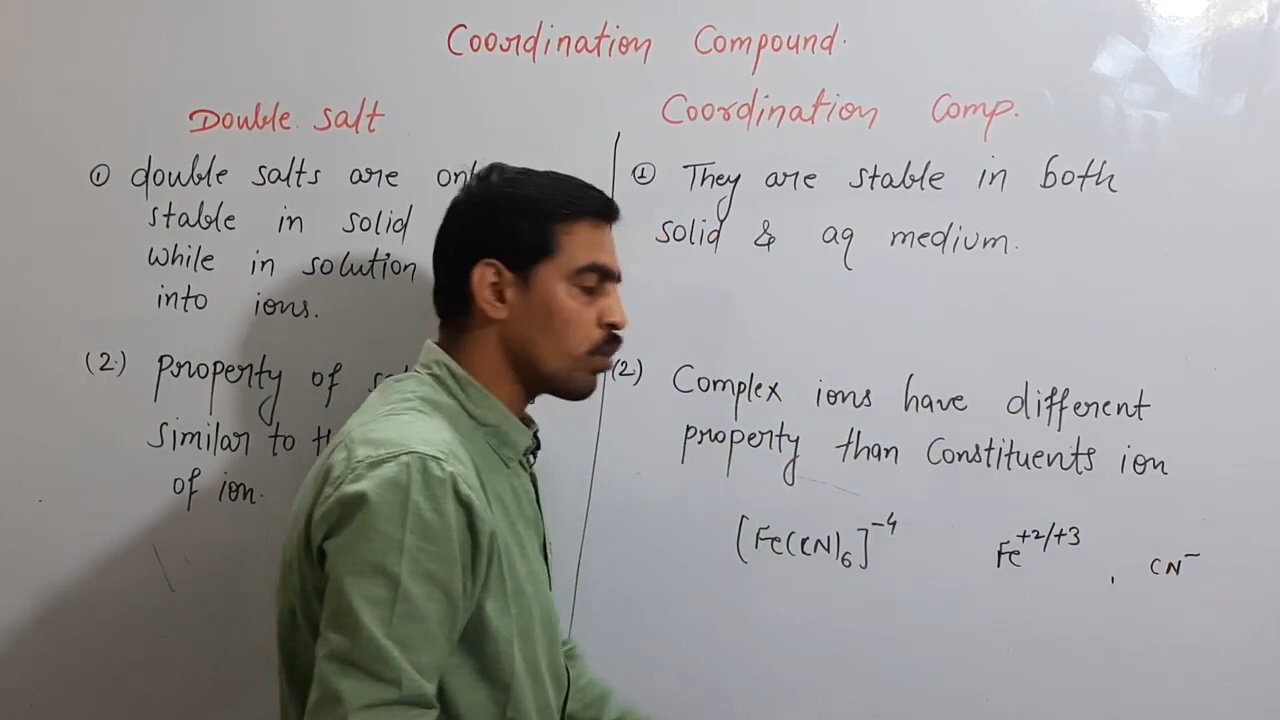 Coordination Compound.
Double Salt
① double salts are
stable in solid
while in solution
into ions.
(2.) property of
similar to
of ion.
Coordination Comp.
① They are stable in both
solid & aq medium.
(2) Complex ions have different
property than Constituents ion
[Fe(CN)6]⁻⁴ Fe⁺²/⁺³ , CN⁻